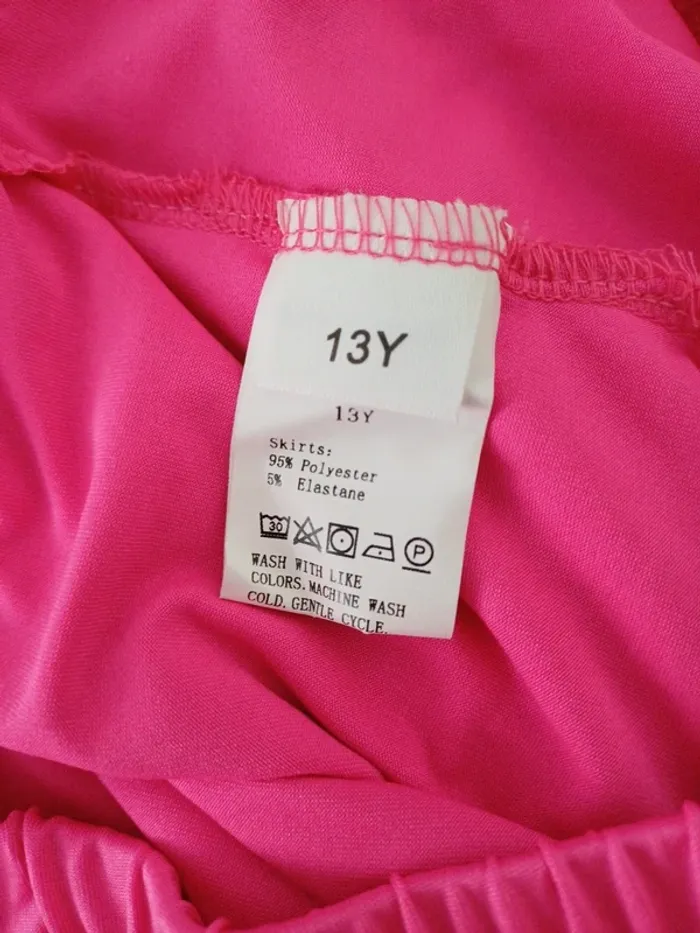 13Y
13Y
Skirts:
95% Polyester
5% Elastane
30 P
WASH WITH LIKE
COLORS. MACHINE WASH
COLD. GENTLE CYCLE.